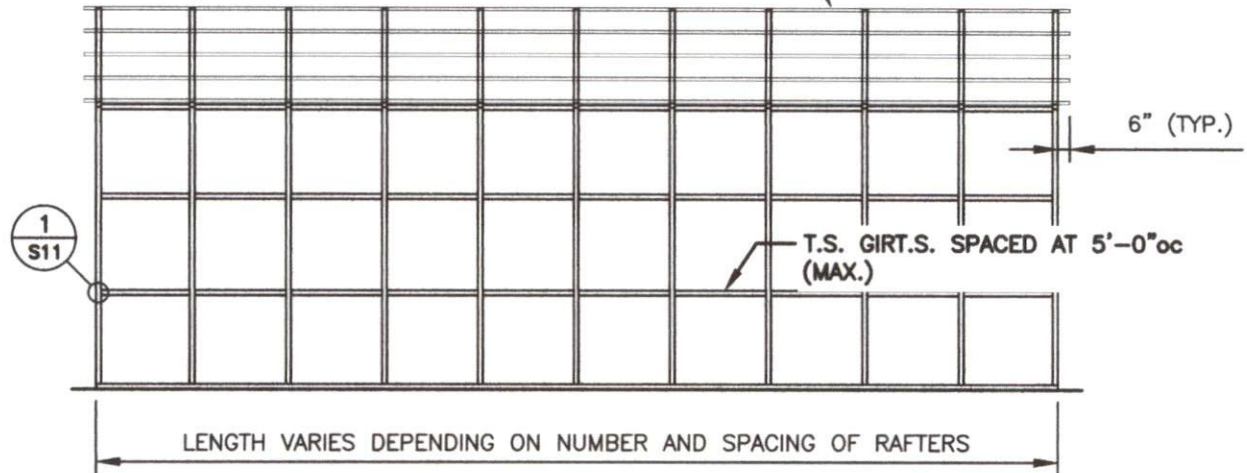 6" (TYP.)
1
S11
T.S. GIRT.S. SPACED AT 5'-0"oc
(MAX.)
LENGTH VARIES DEPENDING ON NUMBER AND SPACING OF RAFTERS